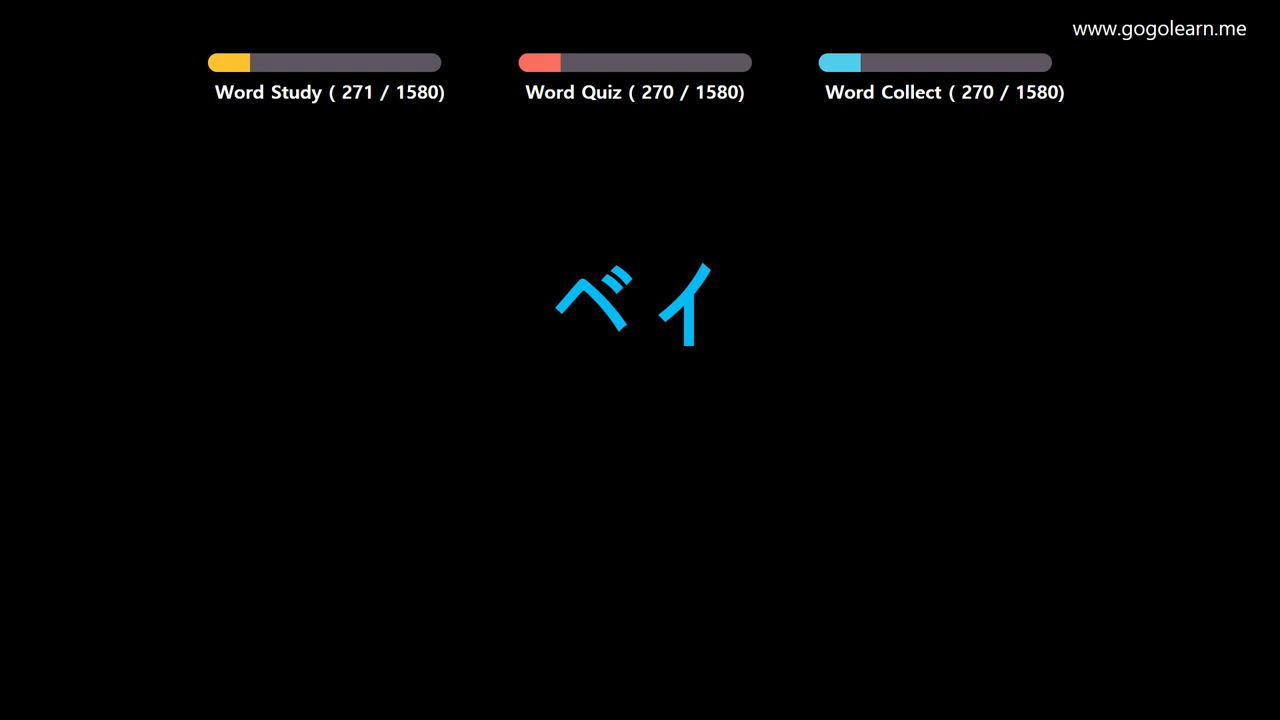 www.gogolearn.me
Word Study ( 271 / 1580)
Word Quiz ( 270 / 1580)
Word Collect ( 270 / 1580)
ベイ